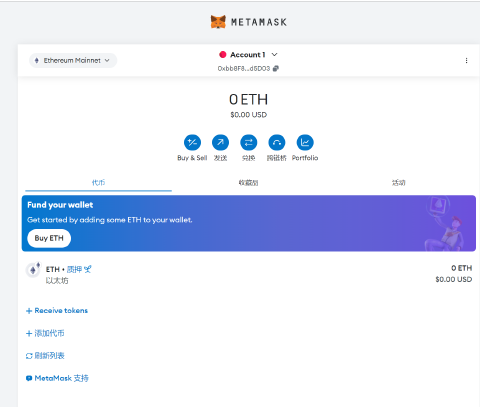 METAMASK
Ethereum Mainnet
Account 1
0xbb8F8...d5D03
0 ETH
$0.00 USD
Buy & Sell 发送 兑换 跨链桥 Portfolio
代币 收藏品 活动
Fund your wallet
Get started by adding some ETH to your wallet.
Buy ETH
ETH • 质押 0 ETH
以太坊 $0.00 USD
+ Receive tokens
+ 添加代币
刷新列表
MetaMask 支持